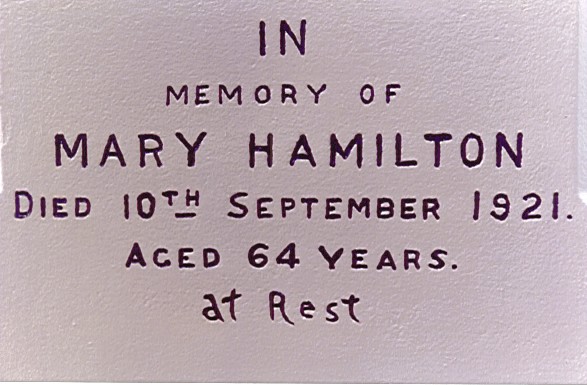 IN
MEMORY OF
MARY HAMILTON
DIED 10TH SEPTEMBER 1921.
AGED 64 YEARS.
at Rest